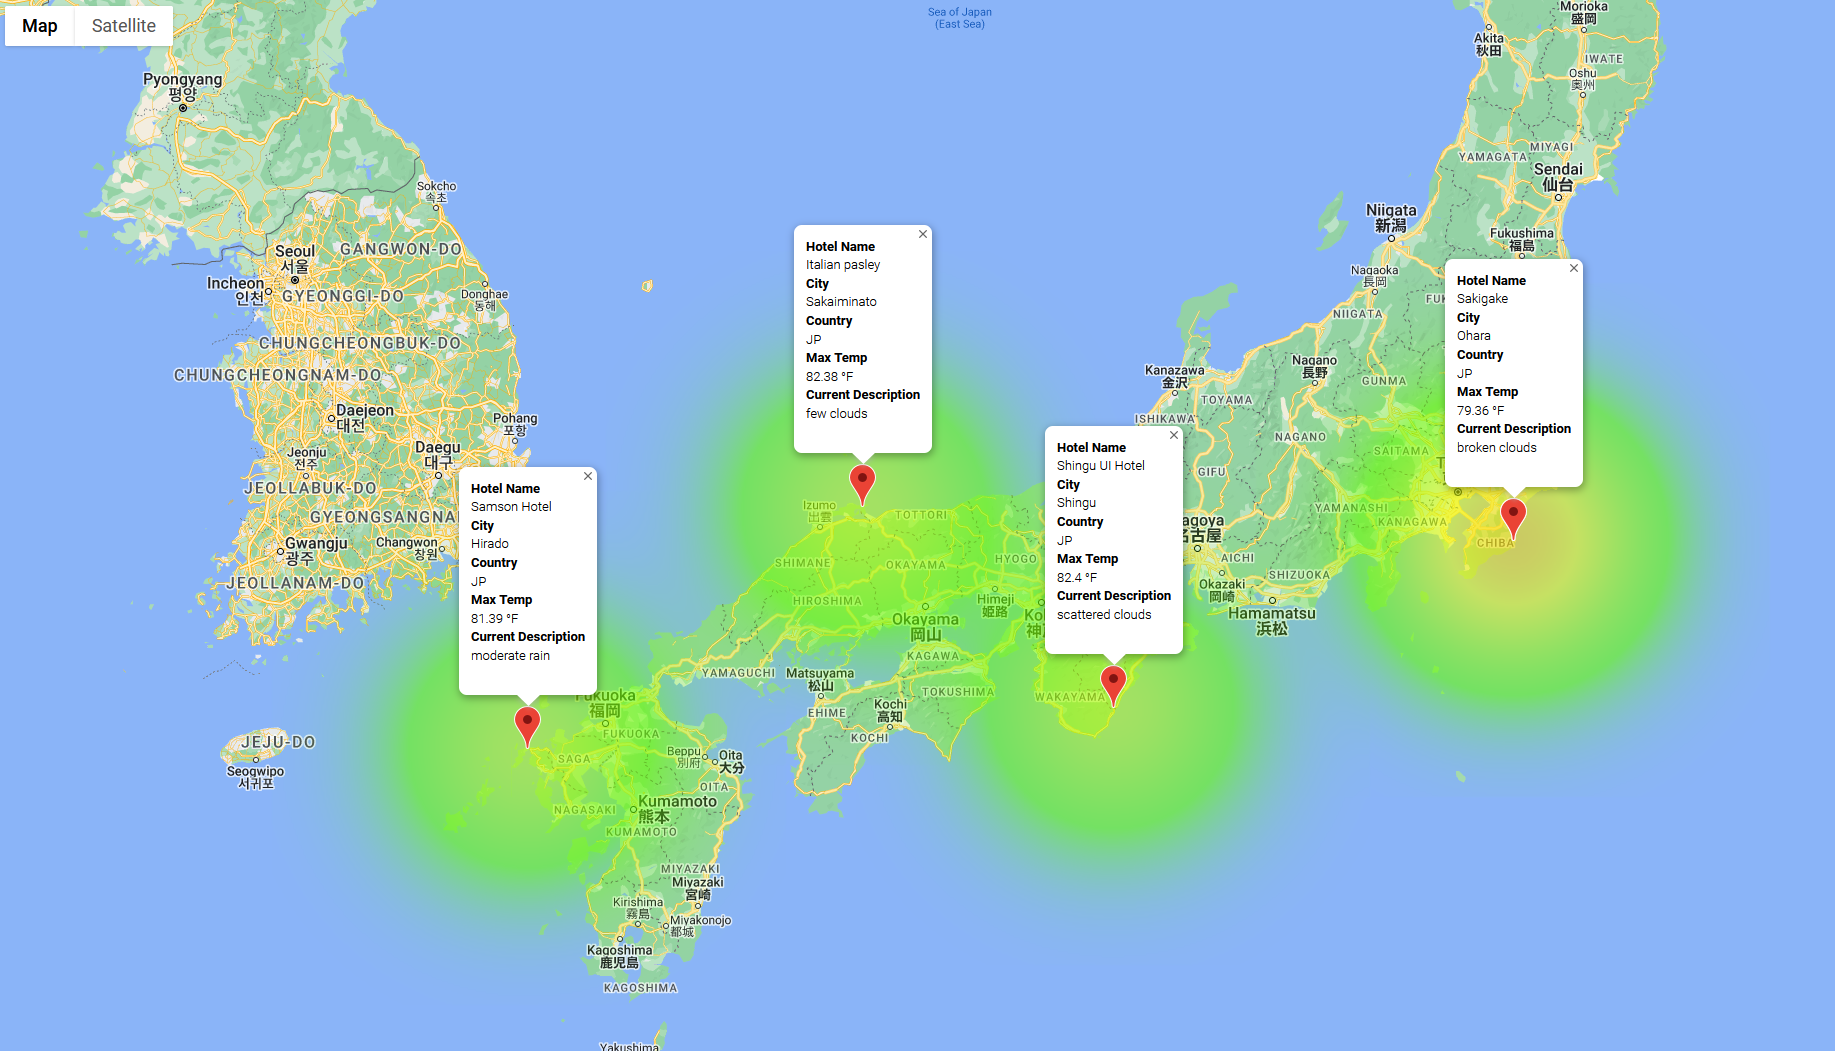 Map
Satellite
Sea of Japan
(East Sea)
Morioka
盛岡
Akita
秋田
IWATE
Oshu
奥州
Pyongyang
평양
MIYAGI
YAMAGATA
Sendai
仙台
Sokcho
속초
Niigata
新潟
Fukushima
福島
Seoul
서울
GANGWON-DO
Incheon
인천
GYEONGGI-DO
Donghae
동해
Nagaoka
長岡
NIIGATA
CHUNGCHEONGBUK-DO
CHUNGCHEONGNAM-DO
Nagano
長野
Kanazawa
金沢
GUNMA
TOYAMA
ISHIKAWA
Daejeon
대전
Pohang
포항
Daegu
대구
NAGANO
SAITAMA
Jeonju
전주
GIFU
JEOLLABUK-DO
GYEONGSANGNA
YAMANASHI
KANAGAWA
Izumo
出雲
TOTTORI
agoya
名古屋
CHIBA
Gwangju
광주
Changwon
창원
SHIMANE
OKAYAMA
HYOGO
AICHI
SHIZUOKA
JEOLLANAM-DO
Okazaki
岡崎
Hamamatsu
浜松
HIROSHIMA
Himeji
姫路
Okayama
岡山
KAGAWA
YAMAGUCHI
Matsuyama
松山
TOKUSHIMA
WAKAYAMA
EHIME
Kochi
高知
KOCHI
Fukuoka
福岡
FUKUOKA
JEJU-DO
Seogwipo
서귀포
SAGA
Beppu
別府
Oita
大分
OITA
NAGASAKI
Kumamoto
熊本
KUMAMOTO
MIYAZAKI
Miyazaki
宮崎
Kirishima
霧島
Miyakonojo
都城
Kagoshima
鹿児島
KAGOSHIMA
Yakushima
Hotel Name
Italian pasley
City
Sakaiminato
Country
JP
Max Temp
82.38 °F
Current Description
few clouds
Hotel Name
Sakigake
City
Ohara
Country
JP
Max Temp
79.36 °F
Current Description
broken clouds
Hotel Name
Shingu UI Hotel
City
Shingu
Country
JP
Max Temp
82.4 °F
Current Description
scattered clouds
Hotel Name
Samson Hotel
City
Hirado
Country
JP
Max Temp
81.39 °F
Current Description
moderate rain